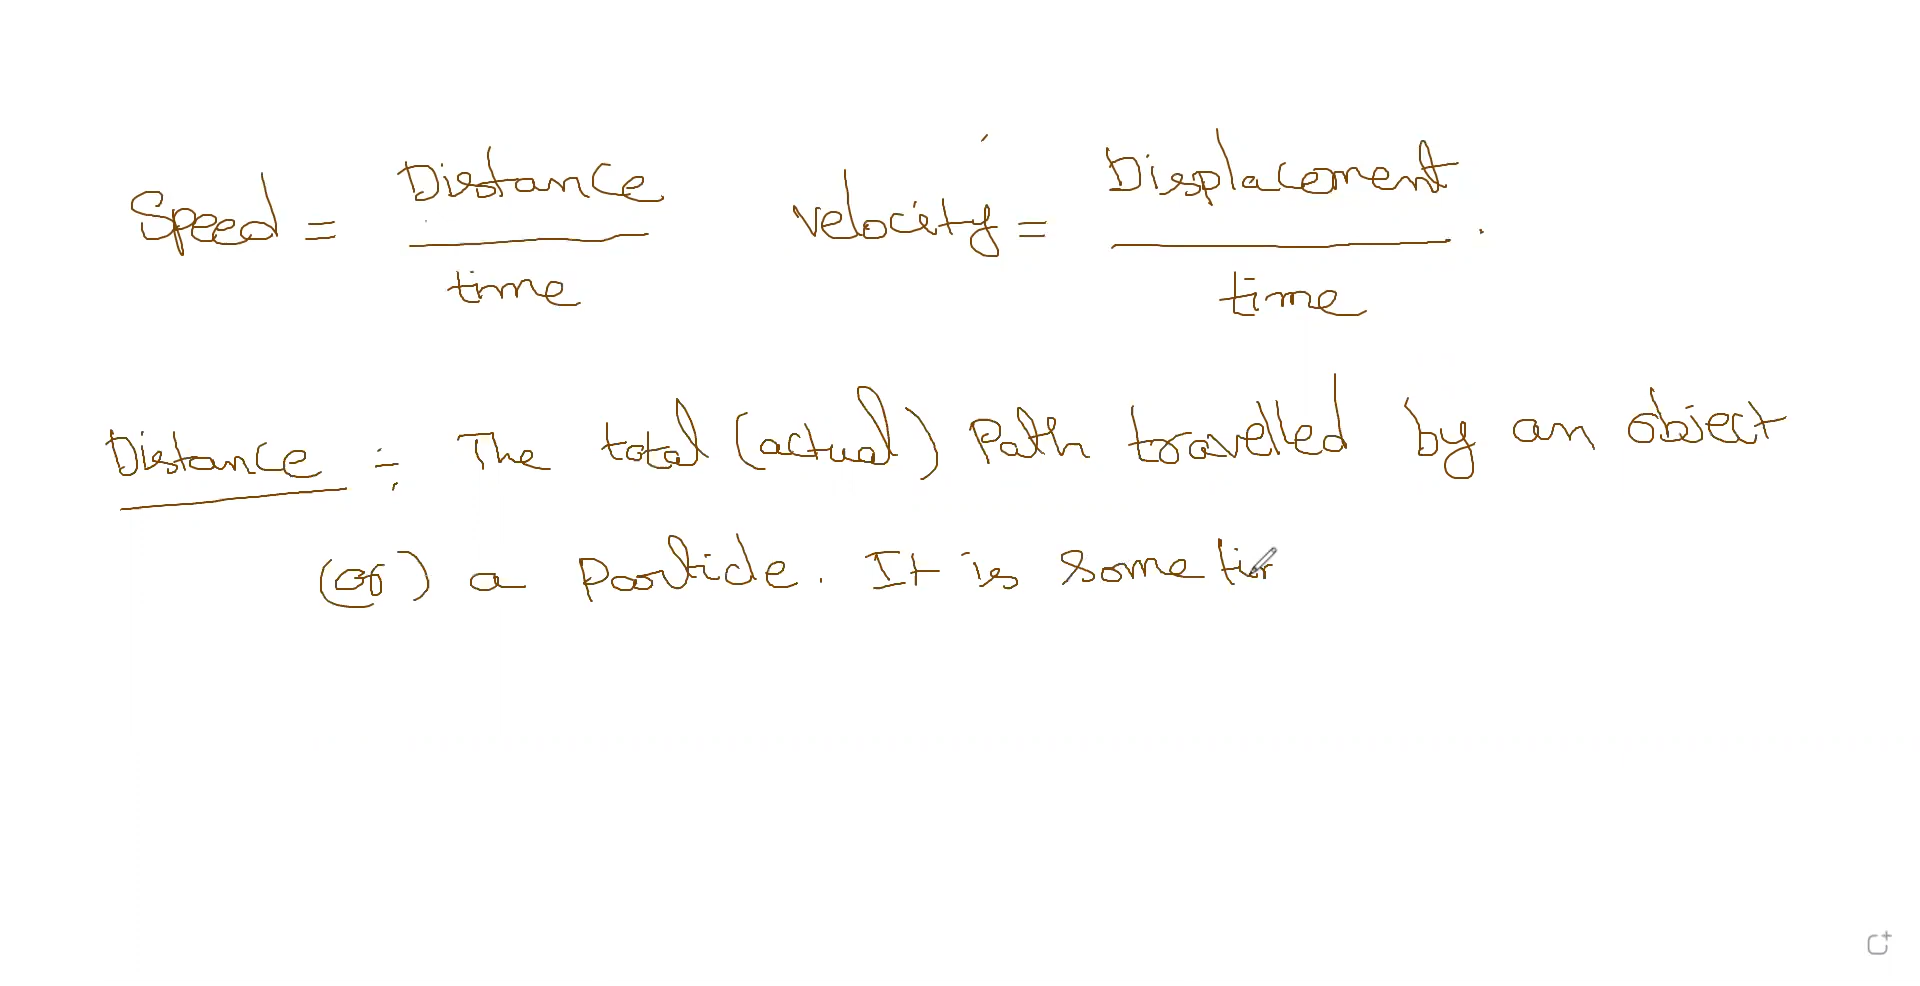 Speed = Distance / time velocity = Displacement / time.
Distance :- The total (actual) Path travelled by an object
(or) a Particle. It is some tim